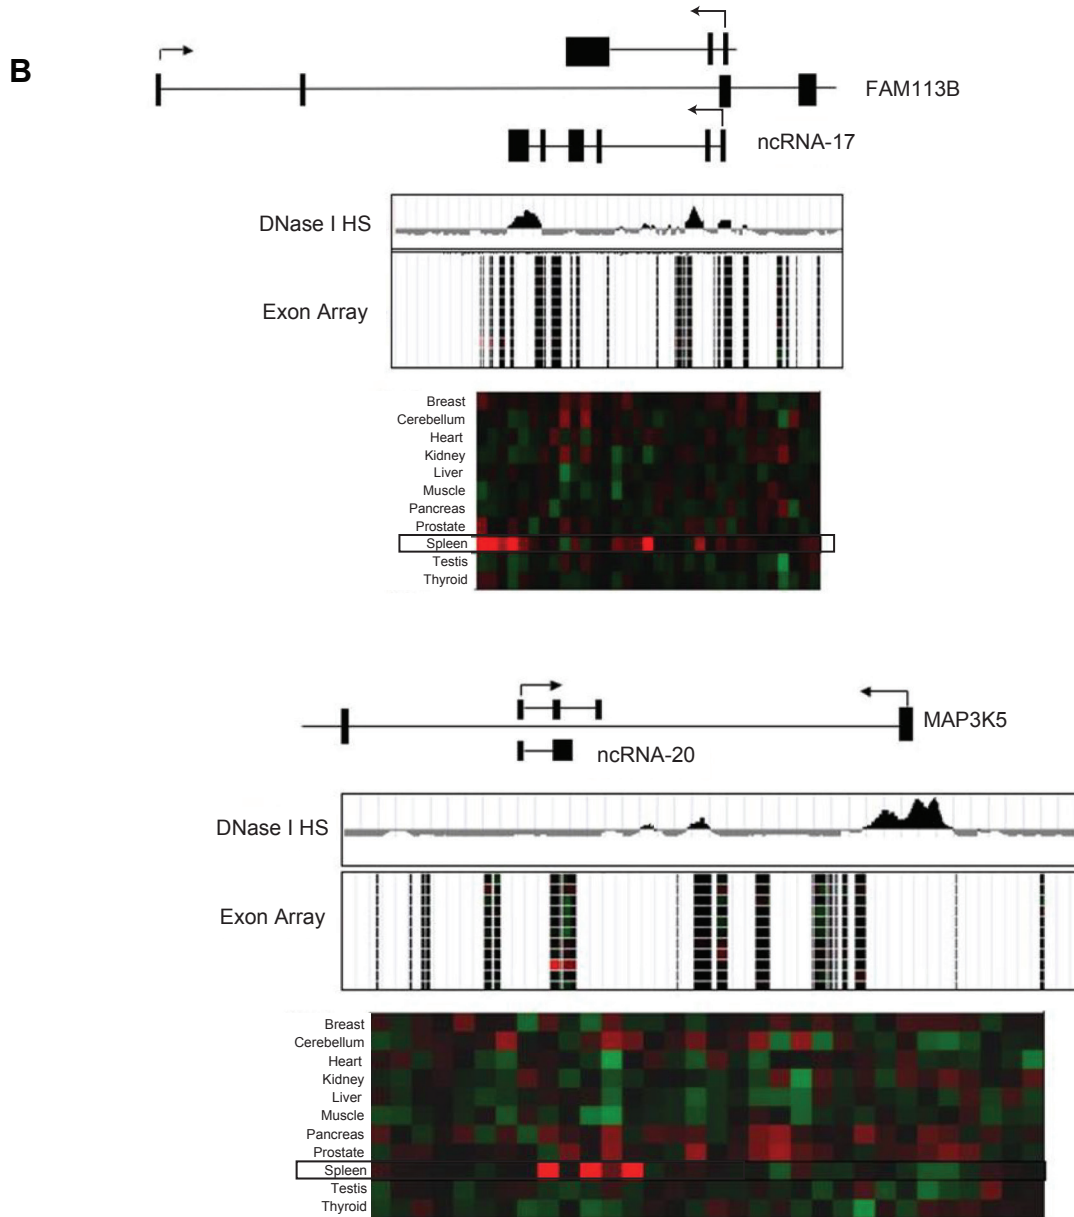 B
FAM113B
ncRNA-17
DNase I HS
Exon Array
Breast
Cerebellum
Heart
Kidney
Liver
Muscle
Pancreas
Prostate
Spleen
Testis
Thyroid
MAP3K5
ncRNA-20
DNase I HS
Exon Array
Breast
Cerebellum
Heart
Kidney
Liver
Muscle
Pancreas
Prostate
Spleen
Testis
Thyroid